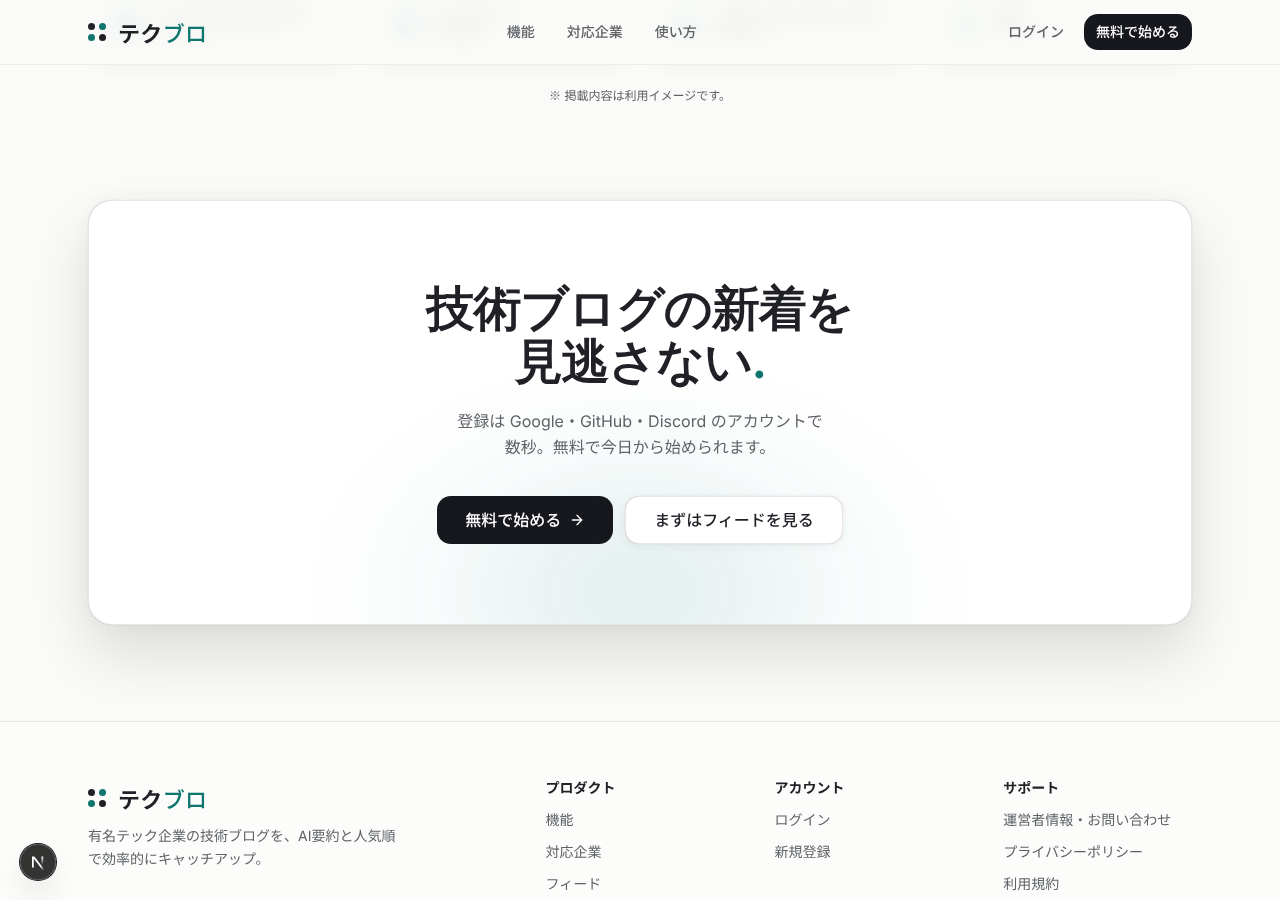 テクブロ
機能
対応企業
使い方
ログイン
無料で始める
※ 掲載内容は利用イメージです。
技術ブログの新着を
見逃さない.
登録は Google・GitHub・Discord のアカウントで
数秒。無料で今日から始められます。
無料で始める →
まずはフィードを見る
テクブロ
有名テック企業の技術ブログを、AI要約と人気順
で効率的にキャッチアップ。
プロダクト
機能
対応企業
フィード
アカウント
ログイン
新規登録
サポート
運営者情報・お問い合わせ
プライバシーポリシー
利用規約
N